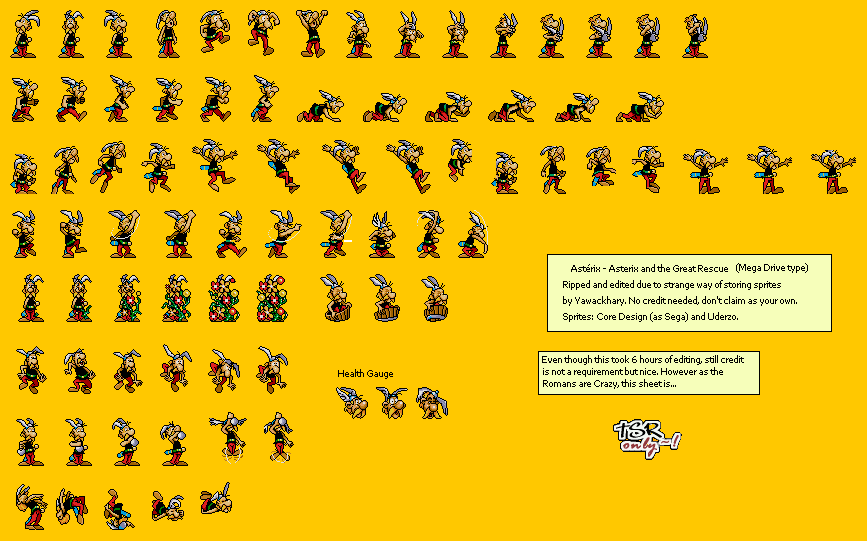 Astérix - Asterix and the Great Rescue (Mega Drive type)
Ripped and edited due to strange way of storing sprites
by Yawackhary. No credit needed, don't claim as your own.
Sprites: Core Design (as Sega) and Uderzo.
Even though this took 6 hours of editing, still credit
is not a requirement but nice. However as the
Romans are Crazy, this sheet is...
Health Gauge
tSR
only~!